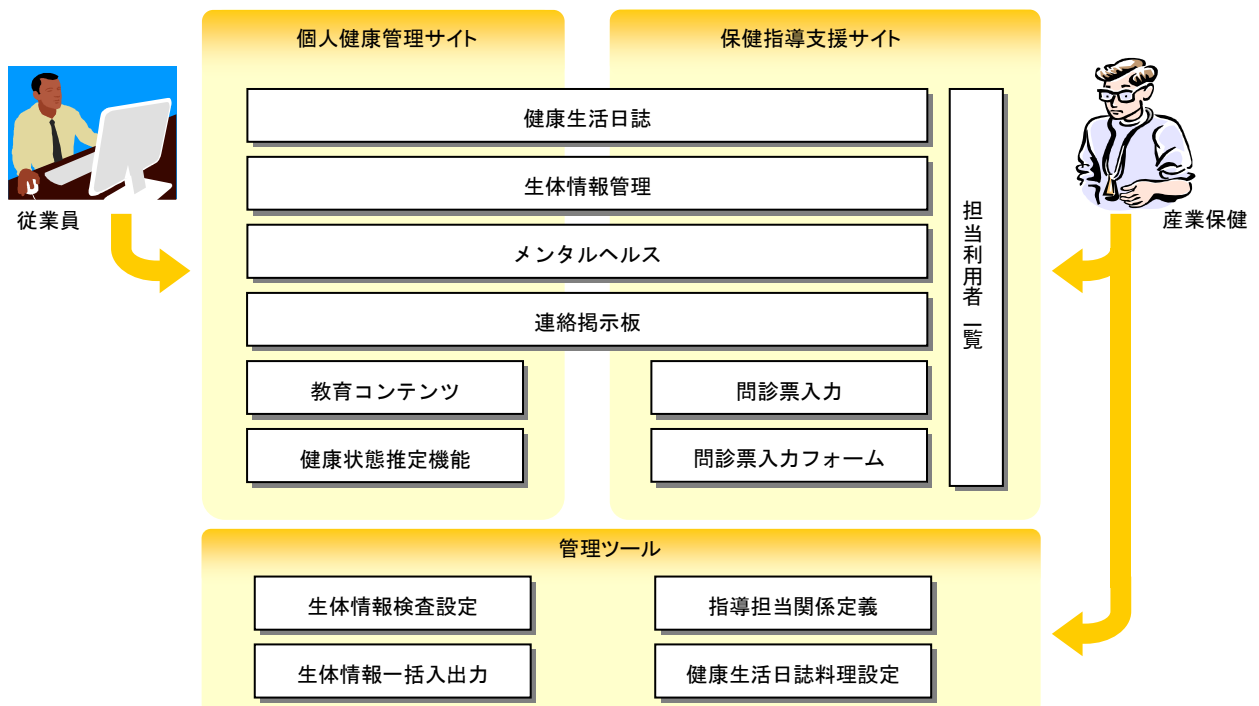 個人健康管理サイト
保健指導支援サイト
健康生活日誌
生体情報管理
メンタルヘルス
連絡掲示板
教育コンテンツ
健康状態推定機能
問診票入力
問診票入力フォーム
担当利用者一覧
従業員
産業保健
管理ツール
生体情報検査設定
指導担当関係定義
生体情報一括入出力
健康生活日誌料理設定